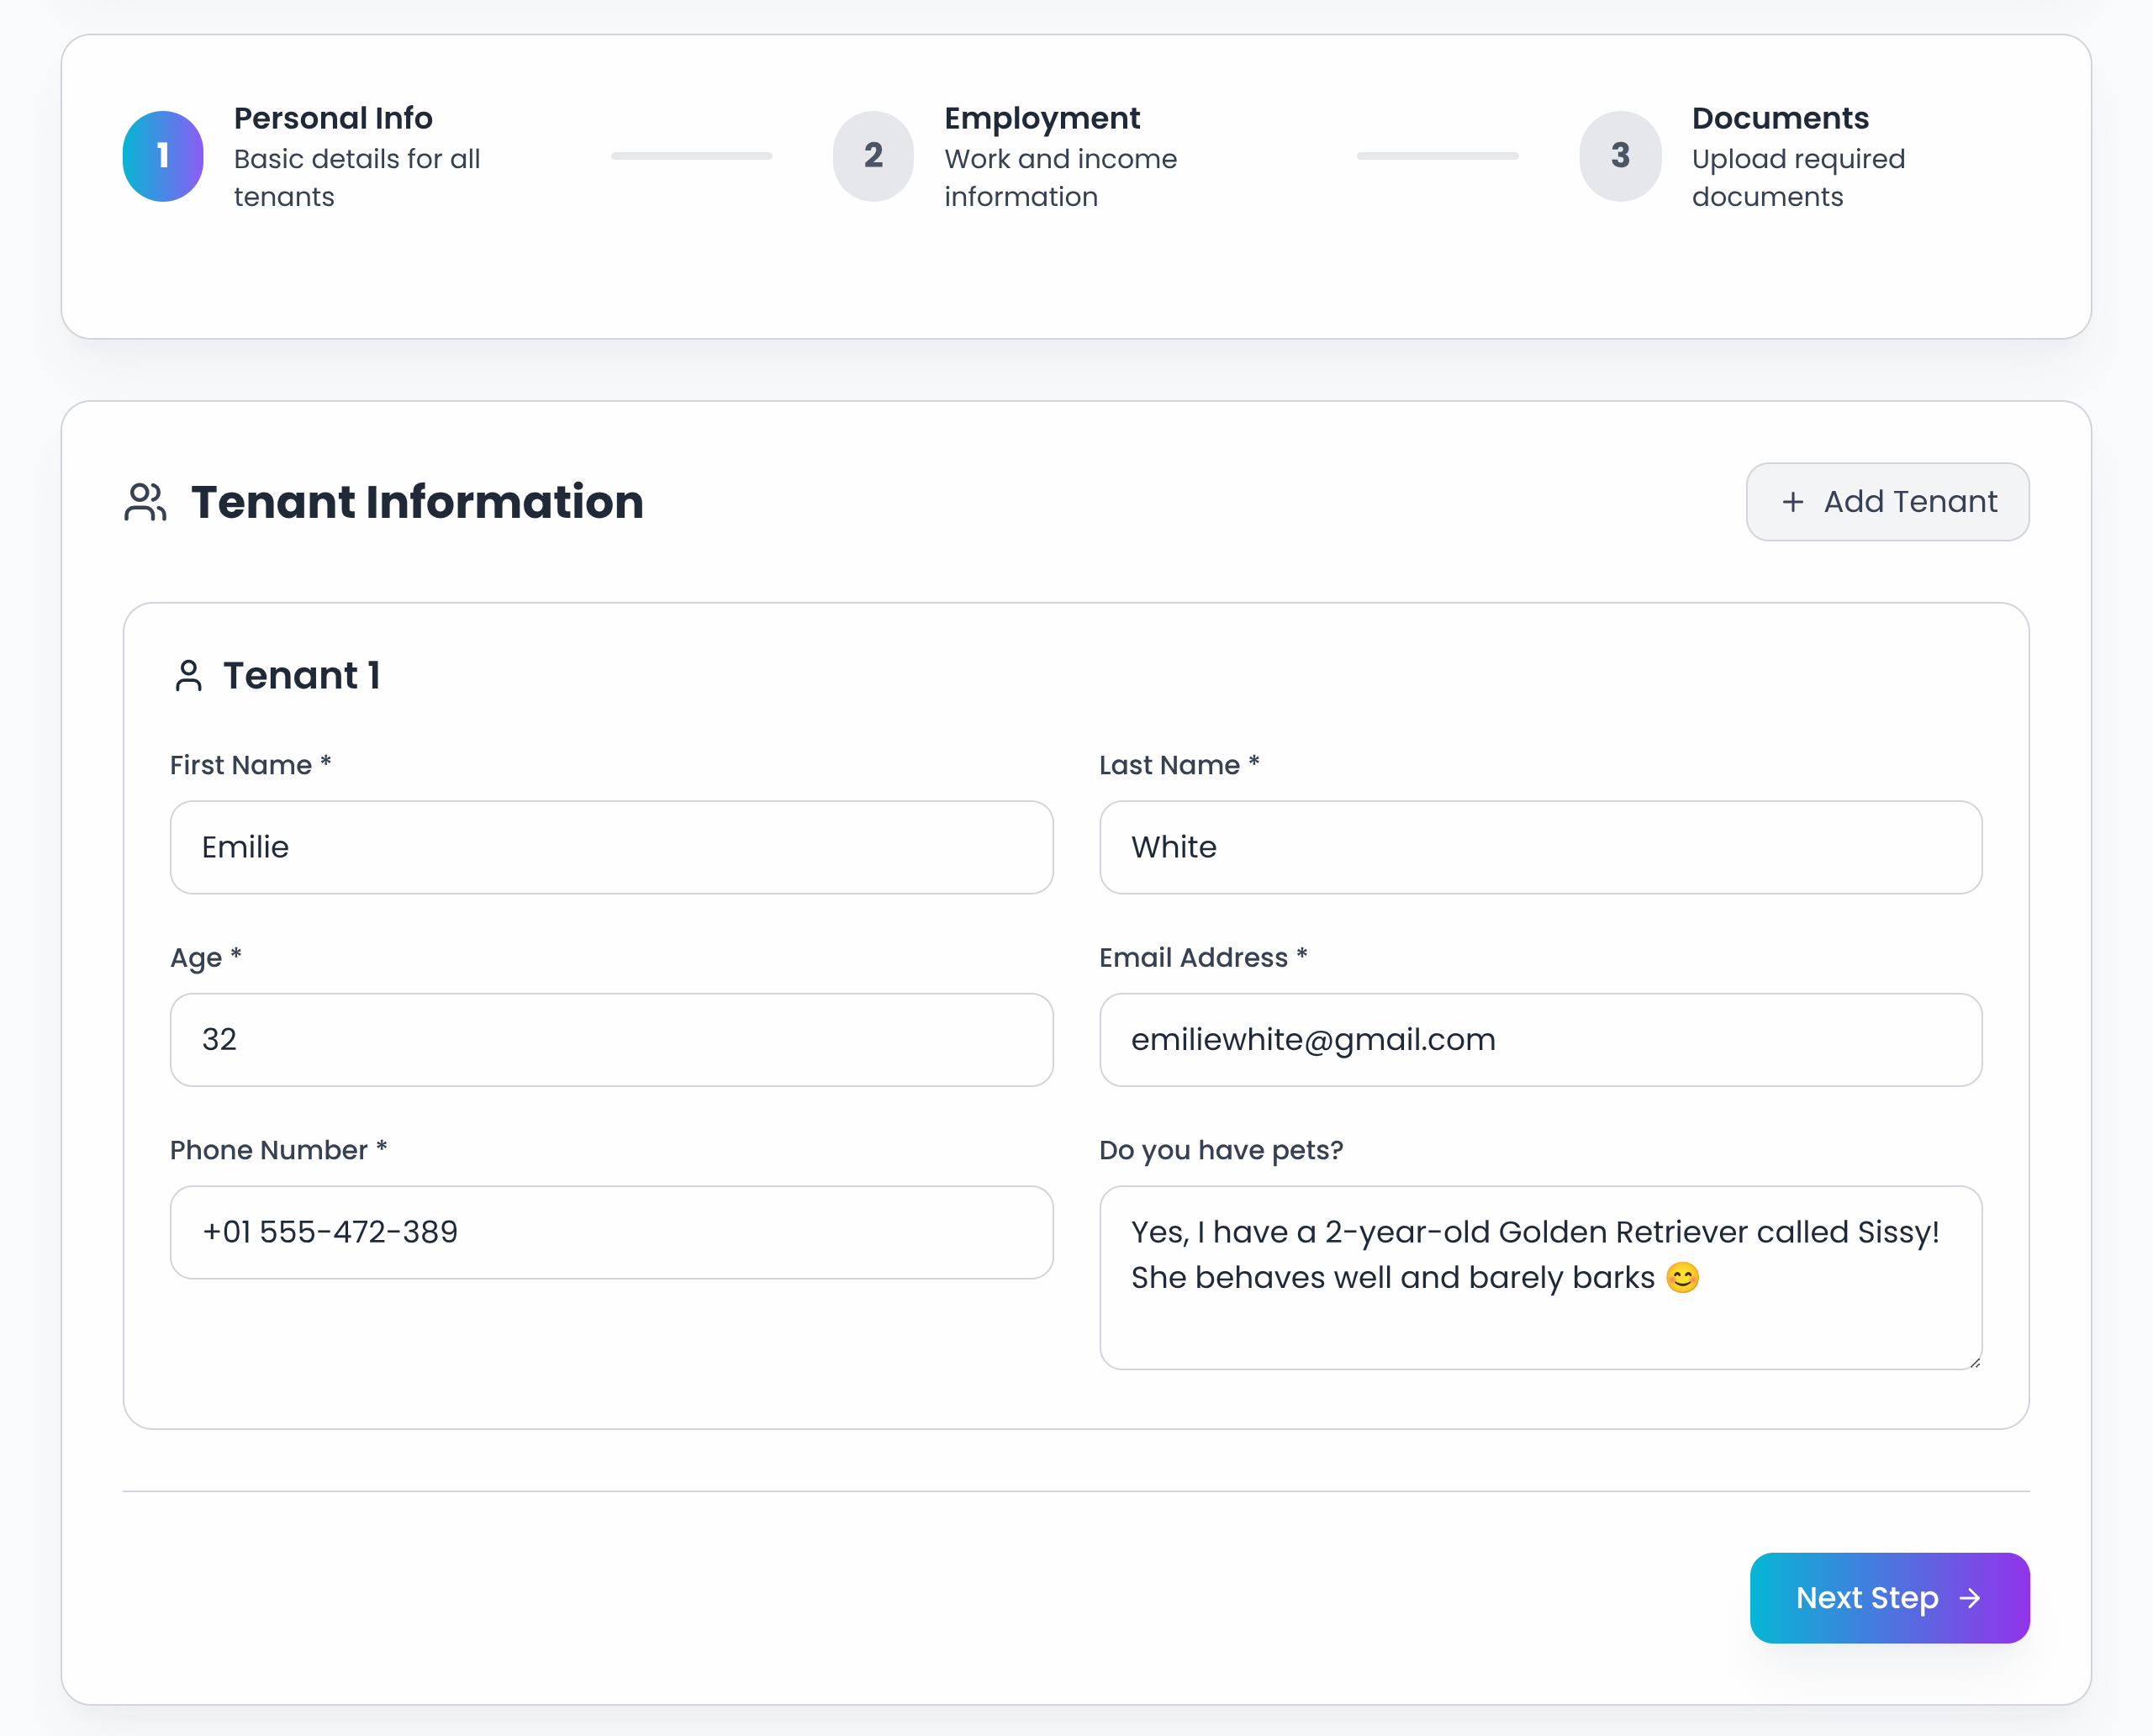 1
Personal Info
Basic details for all
tenants
2
Employment
Work and income
information
3
Documents
Upload required
documents
Tenant Information
+ Add Tenant
Tenant 1
First Name *
Emilie
Last Name *
White
Age *
32
Email Address *
emiliewhite@gmail.com
Phone Number *
+01 555-472-389
Do you have pets?
Yes, I have a 2-year-old Golden Retriever called Sissy!
She behaves well and barely barks 😊
Next Step →